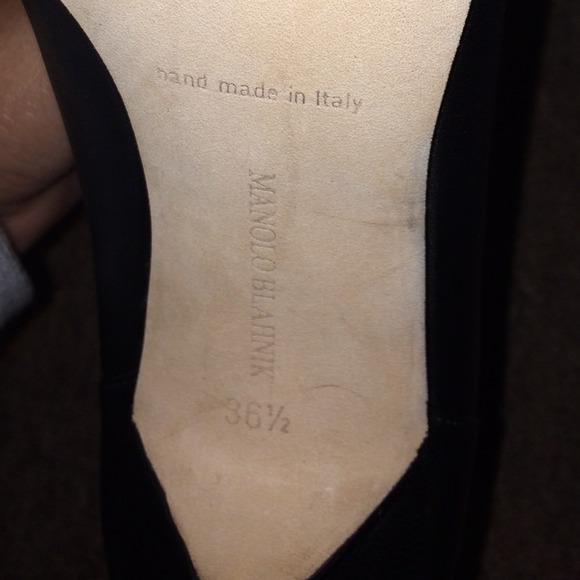 hand made in Italy
MANOLO BLAHNIK
36½